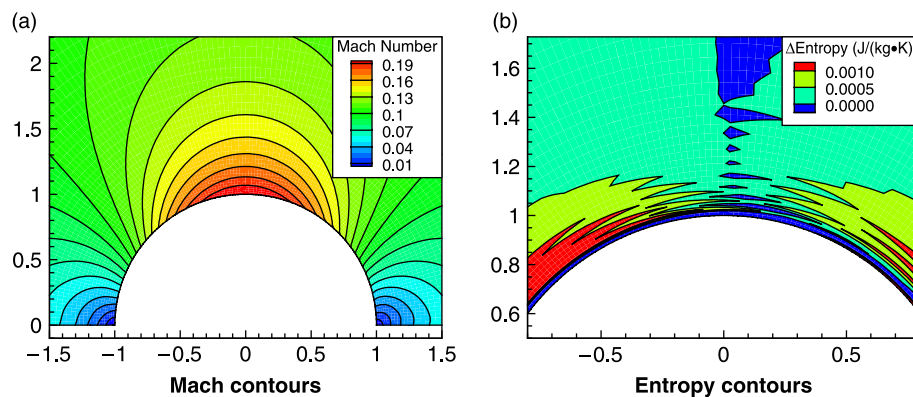 (a)
Mach Number
0.19
0.16
0.13
0.1
0.07
0.04
0.01
2
1.5
1
0.5
0
−1.5 −1 −0.5 0 0.5 1 1.5
Mach contours
(b)
ΔEntropy (J/(kg•K)
0.0010
0.0005
0.0000
1.6
1.4
1.2
1
0.8
0.6
−0.5 0 0.5
Entropy contours